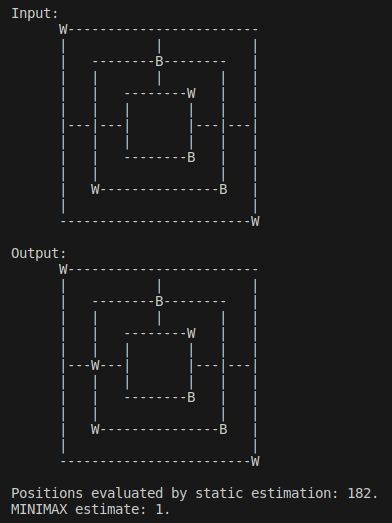 Input:
W------------------------
|           |           |
|   --------B--------   |
|   |       |       |   |
|   |   --------W   |   |
|   |   |       |   |   |
|---|---|       |---|---|
|   |   |       |   |   |
|   |   --------B   |   |
|   |               |   |
|   W---------------B   |
|                       |
------------------------W
Output:
W------------------------
|           |           |
|   --------B--------   |
|   |       |       |   |
|   |   --------W   |   |
|   |   |       |   |   |
|---W---|       |---|---|
|   |   |       |   |   |
|   |   --------B   |   |
|   |               |   |
|   W---------------B   |
|                       |
------------------------W
Positions evaluated by static estimation: 182.
MINIMAX estimate: 1.